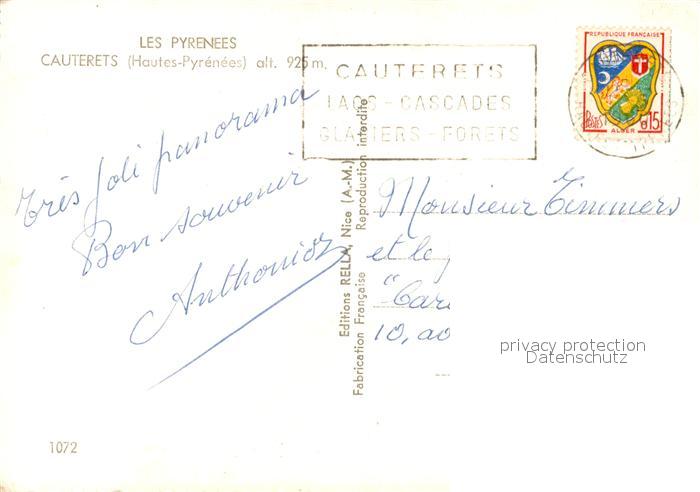 LES PYRENEES
CAUTERETS (Hautes-Pyrénées) alt. 925 m.
CAUTERETS
LACS - CASCADES
GLACIERS - FORETS
REPUBLIQUE FRANÇAISE
POSTES 0,15
ALGER
Très joli panorama
Bon souvenir
Editions RELLA, Nice (A.-M.)
Fabrication Française Reproduction interdite
Monsieur Timmers
et le
"Car
10, ao
privacy protection
Datenschutz
1072